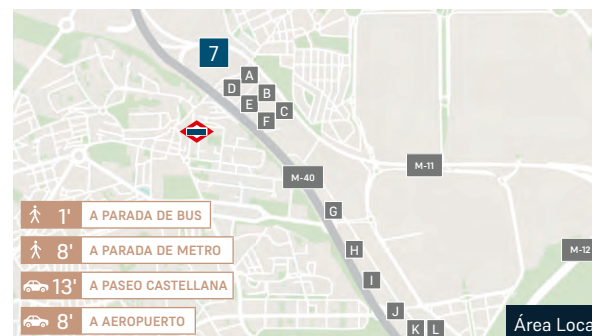 7
A
D
B
E
C
F
M-40
M-11
G
H
M-12
I
J
K
L
1' A PARADA DE BUS
8' A PARADA DE METRO
13' A PASEO CASTELLANA
8' A AEROPUERTO
Área Loca